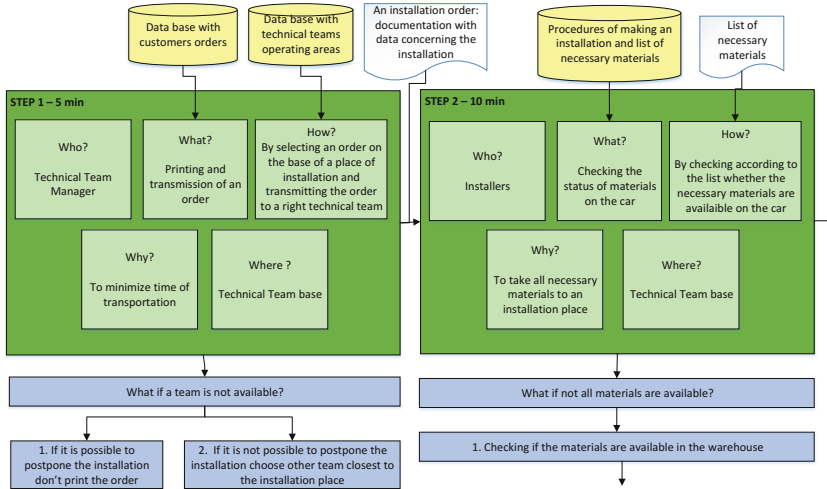 Data base with
customers orders
Data base with
technical teams
operating areas
An installation order:
documentation with
data concerning the
installation
Procedures of making an
installation and list of
necessary materials
List of
necessary
materials
STEP 1 – 5 min
Who?
Technical Team
Manager
What?
Printing and
transmission of an
order
How?
By selecting an order on
the base of a place of
installation and
transmitting the order
to a right technical team
Why?
To minimize time of
transportation
Where ?
Technical Team base
STEP 2 – 10 min
Who?
Installers
What?
Checking the
status of materials
on the car
How?
By checking according to
the list whether the
necessary materials are
available on the car
Why?
To take all necessary
materials to an
installation place
Where?
Technical Team base
What if a team is not available?
1. If it is possible to
postpone the installation
don't print the order
2. If it is not possible to postpone the
installation choose other team closest to
the installation place
What if not all materials are available?
1. Checking if the materials are available in the warehouse